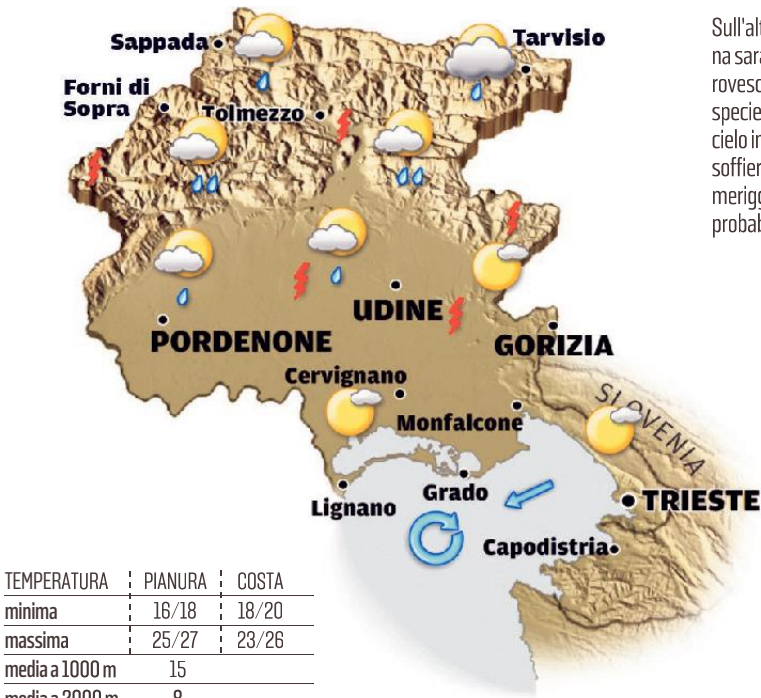 Sappada
Tarvisio
Forni di
Sopra
Tolmezzo
UDINE
PORDENONE
GORIZIA
Cervignano
SLOVENIA
Monfalcone
Grado
Lignano
TRIESTE
Capodistria
TEMPERATURA PIANURA COSTA
minima 16/18 18/20
massima 25/27 23/26
media a 1000 m 15
media a 2000 m
Sull'alt
na sarà
rovesc
specie
cielo in
soffier
merigg
probab